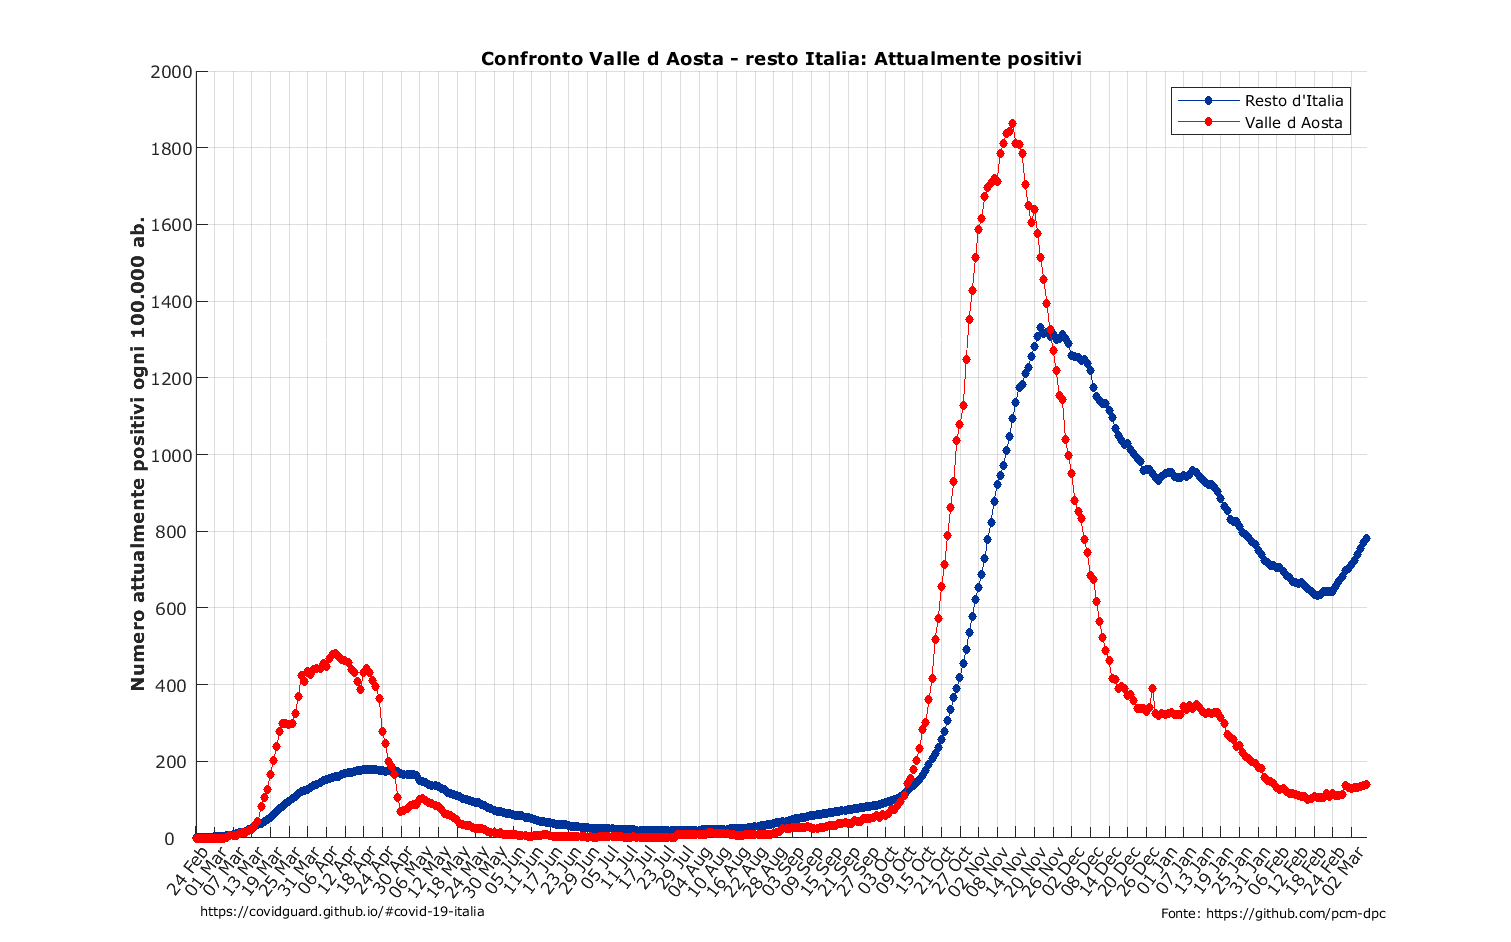 Confronto Valle d Aosta - resto Italia: Attualmente positivi
Resto d'Italia
Valle d Aosta
Numero attualmente positivi ogni 100.000 ab.
2000
1800
1600
1400
1200
1000
800
600
400
200
0
24 Feb
01 Mar
07 Mar
13 Mar
19 Mar
25 Mar
31 Mar
06 Apr
12 Apr
18 Apr
24 Apr
30 Apr
06 May
12 May
18 May
24 May
30 May
05 Jun
11 Jun
17 Jun
23 Jun
29 Jun
05 Jul
11 Jul
17 Jul
23 Jul
29 Jul
04 Aug
10 Aug
16 Aug
22 Aug
28 Aug
03 Sep
09 Sep
15 Sep
21 Sep
27 Sep
03 Oct
09 Oct
15 Oct
21 Oct
27 Oct
02 Nov
08 Nov
14 Nov
20 Nov
26 Nov
02 Dec
08 Dec
14 Dec
20 Dec
26 Dec
01 Jan
07 Jan
13 Jan
19 Jan
25 Jan
31 Jan
06 Feb
12 Feb
18 Feb
24 Feb
02 Mar
https://covidguard.github.io/#covid-19-italia
Fonte: https://github.com/pcm-dpc